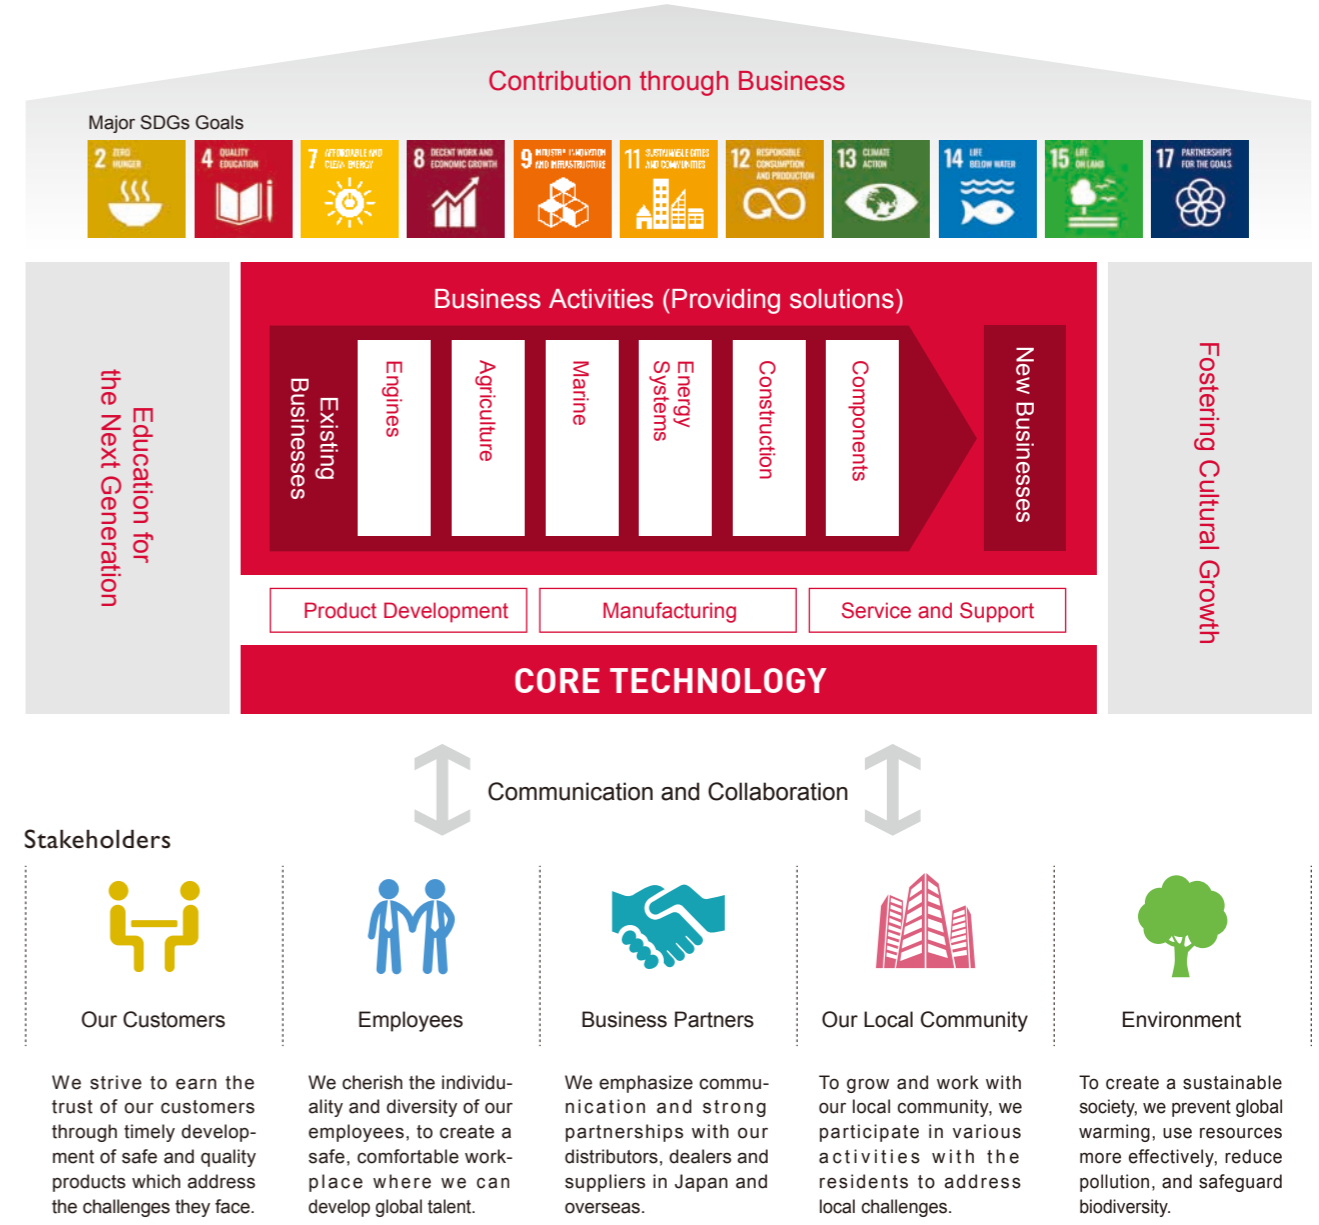 Contribution through Business
Major SDGs Goals
2 ZERO
HUNGER
4 QUALITY
EDUCATION
7 AFFORDABLE AND
CLEAN ENERGY
8 DECENT WORK AND
ECONOMIC GROWTH
9 INDUSTRY, INNOVATION
AND INFRASTRUCTURE
11 SUSTAINABLE CITIES
AND COMMUNITIES
12 RESPONSIBLE
CONSUMPTION
AND PRODUCTION
13 CLIMATE
ACTION
14 LIFE
BELOW WATER
15 LIFE
ON LAND
17 PARTNERSHIPS
FOR THE GOALS
Education for
the Next Generation
Business Activities (Providing solutions)
Existing
Businesses
Engines
Agriculture
Marine
Energy
Systems
Construction
Components
New Businesses
Fostering Cultural Growth
Product Development
Manufacturing
Service and Support
CORE TECHNOLOGY
Communication and Collaboration
Stakeholders
Our Customers
We strive to earn the
trust of our customers
through timely develop-
ment of safe and quality
products which address
the challenges they face.
Employees
We cherish the individu-
ality and diversity of our
employees, to create a
safe, comfortable work-
place where we can
develop global talent.
Business Partners
We emphasize commu-
nication and strong
partnerships with our
distributors, dealers and
suppliers in Japan and
overseas.
Our Local Community
To grow and work with
our local community, we
participate in various
activities with the
residents to address
local challenges.
Environment
To create a sustainable
society, we prevent global
warming, use resources
more effectively, reduce
pollution, and safeguard
biodiversity.